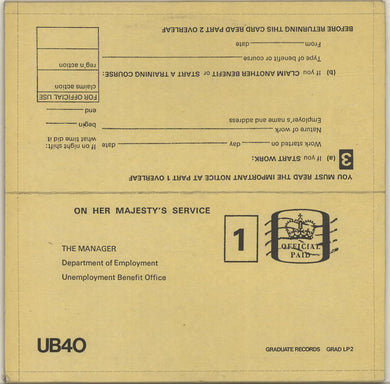 YOU MUST READ THE IMPORTANT NOTICE AT PART 1 OVERLEAF
3 (a) If you START WORK:
Work started on day date
Nature of work
Employer's name and address
If on night shift:
what time did it
begin
end
FOR OFFICIAL USE
claims action
reg'n action
(b) If you CLAIM ANOTHER BENEFIT or START A TRAINING COURSE:
Type of benefit or course
From date
BEFORE RETURNING THIS CARD READ PART 2 OVERLEAF
ON HER MAJESTY'S SERVICE
1
OFFICIAL
PAID
THE MANAGER
Department of Employment
Unemployment Benefit Office
UB40
GRADUATE RECORDS GRAD LP2